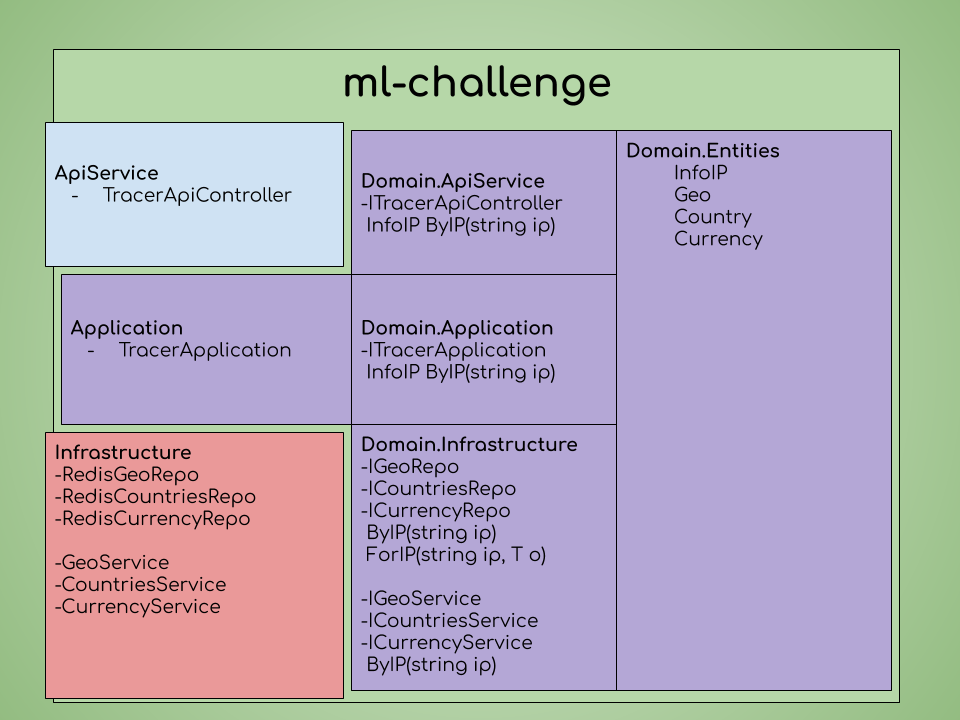 ml-challenge
ApiService
- TracerApiController
Domain.ApiService
-ITracerApiController
InfoIP ByIP(string ip)
Domain.Entities
InfoIP
Geo
Country
Currency
Application
- TracerApplication
Domain.Application
-ITracerApplication
InfoIP ByIP(string ip)
Infrastructure
-RedisGeoRepo
-RedisCountriesRepo
-RedisCurrencyRepo
-GeoService
-CountriesService
-CurrencyService
Domain.Infrastructure
-IGeoRepo
-ICountriesRepo
-ICurrencyRepo
ByIP(string ip)
ForIP(string ip, T o)
-IGeoService
-ICountriesService
-ICurrencyService
ByIP(string ip)